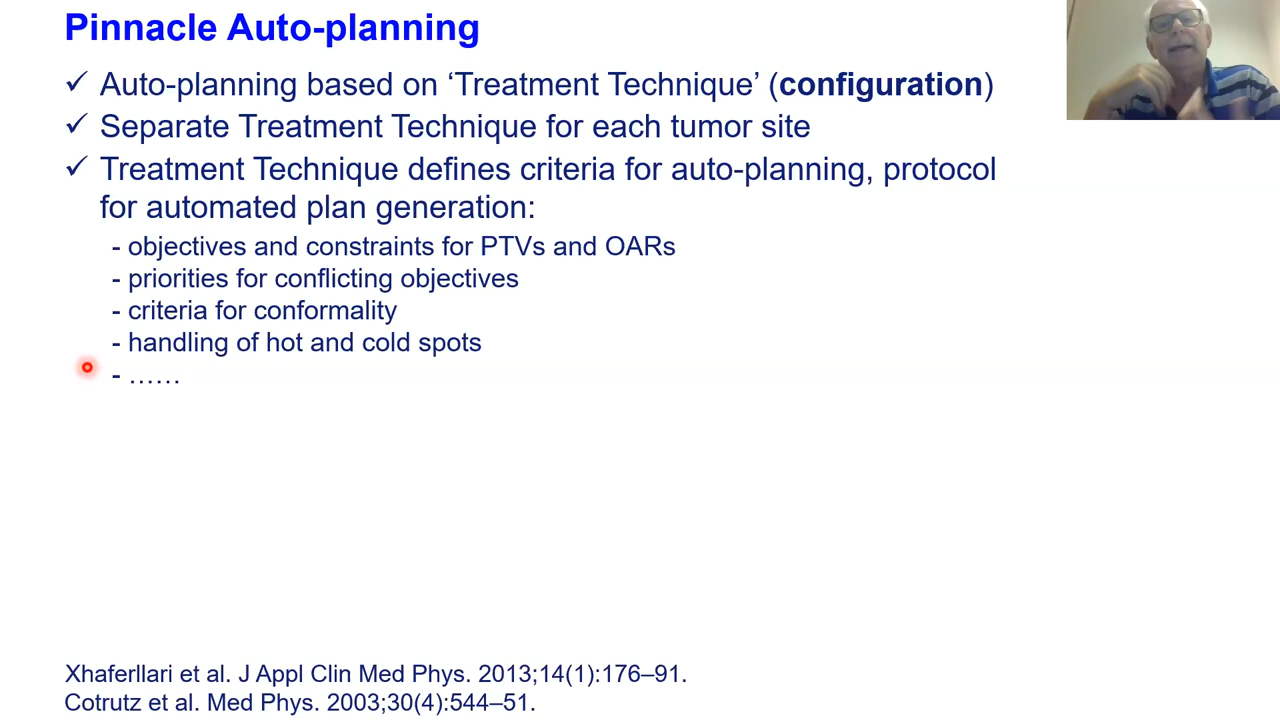 Pinnacle Auto-planning
✓ Auto-planning based on ‘Treatment Technique’ (configuration)
✓ Separate Treatment Technique for each tumor site
✓ Treatment Technique defines criteria for auto-planning, protocol
for automated plan generation:
- objectives and constraints for PTVs and OARs
- priorities for conflicting objectives
- criteria for conformality
- handling of hot and cold spots
- ......
Xhaferllari et al. J Appl Clin Med Phys. 2013;14(1):176–91.
Cotrutz et al. Med Phys. 2003;30(4):544–51.